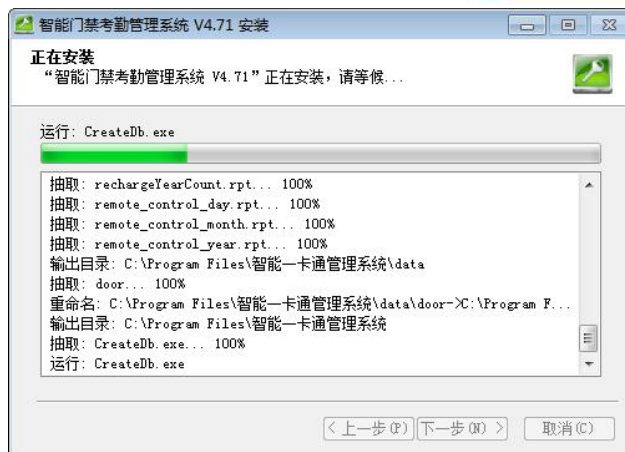 智能门禁考勤管理系统 V4.71 安装
正在安装
“智能门禁考勤管理系统 V4.71”正在安装，请等候...
运行: CreateDb.exe
抽取: rechargeYearCount.rpt... 100%
抽取: remote_control_day.rpt... 100%
抽取: remote_control_month.rpt... 100%
抽取: remote_control_year.rpt... 100%
输出目录: C:\Program Files\智能一卡通管理系统\data
抽取: door... 100%
重命名: C:\Program Files\智能一卡通管理系统\data\door->C:\Program F...
输出目录: C:\Program Files\智能一卡通管理系统
抽取: CreateDb.exe... 100%
运行: CreateDb.exe
< 上一步(P) 下一步(N) > 取消(C)